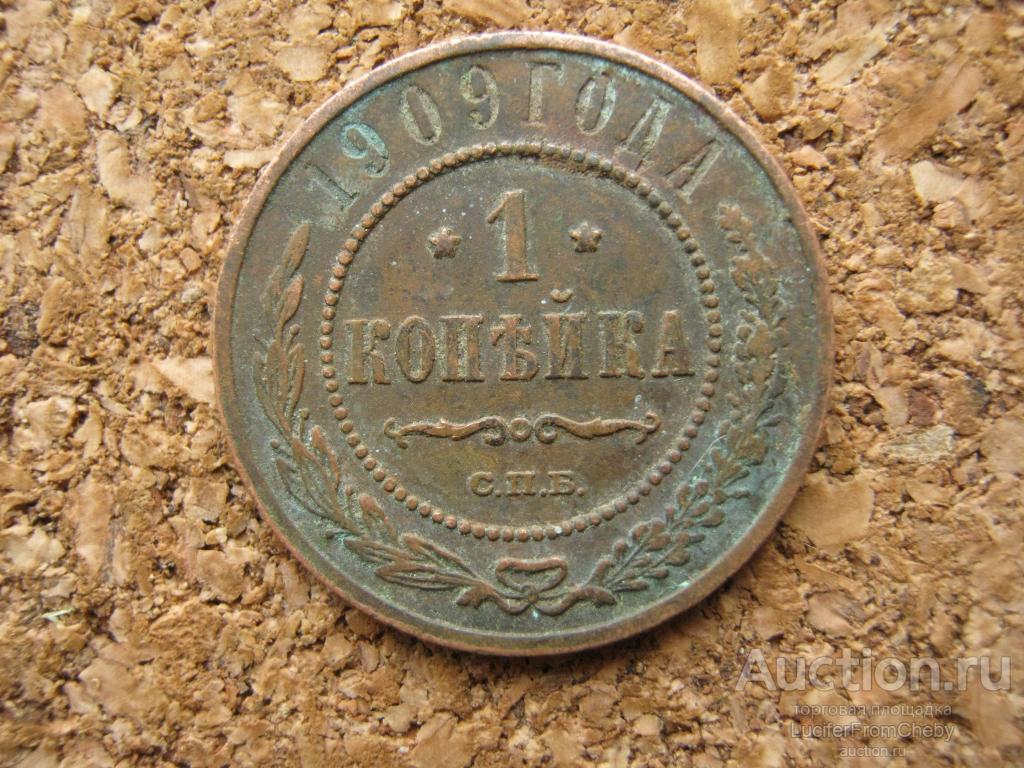 1909 ГОДА
1
КОПѢЙКА
С.П.Б.
Auction.ru
торговая площадка
LuciferFromCheby
auction.ru